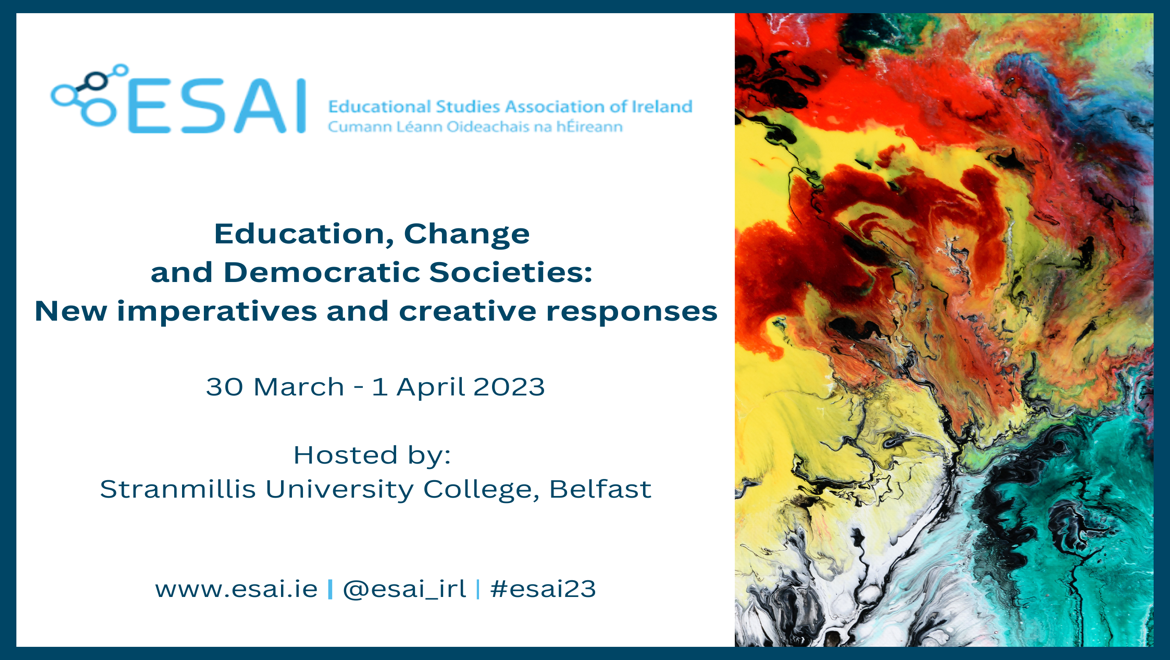 ESAI
Educational Studies Association of Ireland
Cumann Léann Oideachais na hÉireann
Education, Change
and Democratic Societies:
New imperatives and creative responses
30 March - 1 April 2023
Hosted by:
Stranmillis University College, Belfast
www.esai.ie | @esai_irl | #esai23